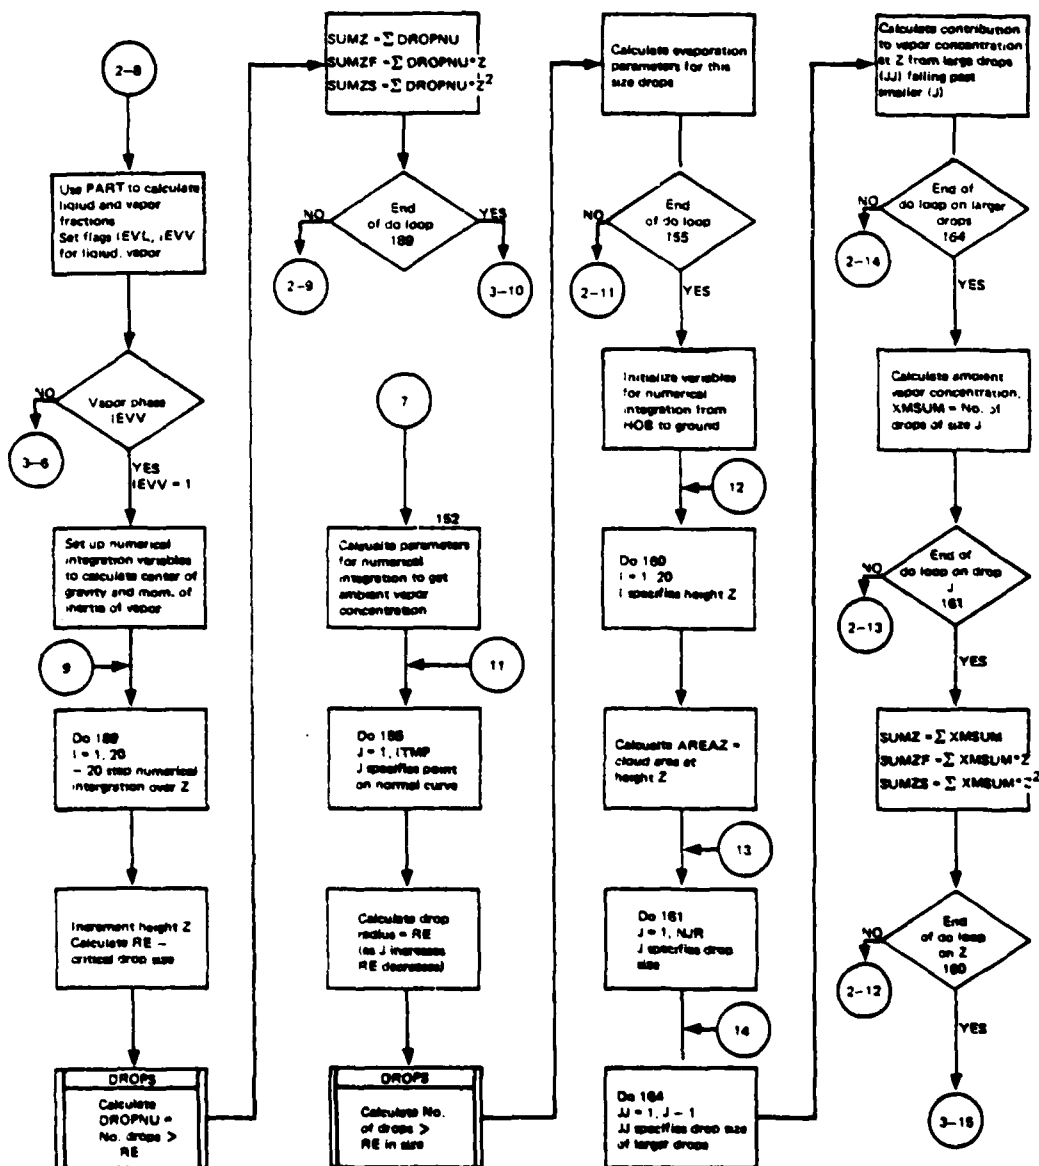 2-8
Use PART to calculate
liquid and vapor
fractions
Set flags IEVL, IEVV
for liquid, vapor
Vapor phase
IEVV
NO
3-6
YES
IEVV = 1
Set up numerical
integration variables
to calculate center of
gravity and mom. of
inertia of vapor
9
Do 189
I = 1, 20
- 20 step numerical
intergration over Z
Increment height Z
Calculate RE -
critical drop size
DROPS
Calculate
DROPNU =
No. drops >
RE
SUMZ = Σ DROPNU
SUMZF = Σ DROPNU*Z
SUMZS = Σ DROPNU*Z²
End
of do loop
189
NO
YES
2-9
3-10
7
152
Calculate parameters
for numerical
integration to get
ambient vapor
concentration
11
Do 155
J = 1, ITMP
J specifies point
on normal curve
Calculate drop
radius = RE
(as J increases
RE decreases)
DROPS
Calculate No.
of drops >
RE in size
Calculate evaporation
parameters for this
size drops
End
of do loop
155
NO
2-11
YES
Initialize variables
for numerical
integration from
HOB to ground
12
Do 160
I = 1, 20
I specifies height Z
Calculate AREAZ =
cloud area at
height Z
13
Do 161
J = 1, NJR
J specifies drop
size
14
Do 164
JJ = 1, J - 1
JJ specifies drop size
of larger drops
Calculate contribution
to vapor concentration
at Z from large drops
(JJ) falling past
smaller (J)
End of
do loop on larger
drops
164
NO
2-14
YES
Calculate ambient
vapor concentration,
XMSUM = No. of
drops of size J
End of
do loop on drop
J
161
NO
2-13
YES
SUMZ = Σ XMSUM
SUMZF = Σ XMSUM*Z
SUMZS = Σ XMSUM*Z²
End
of do loop
on Z
160
NO
2-12
YES
3-15